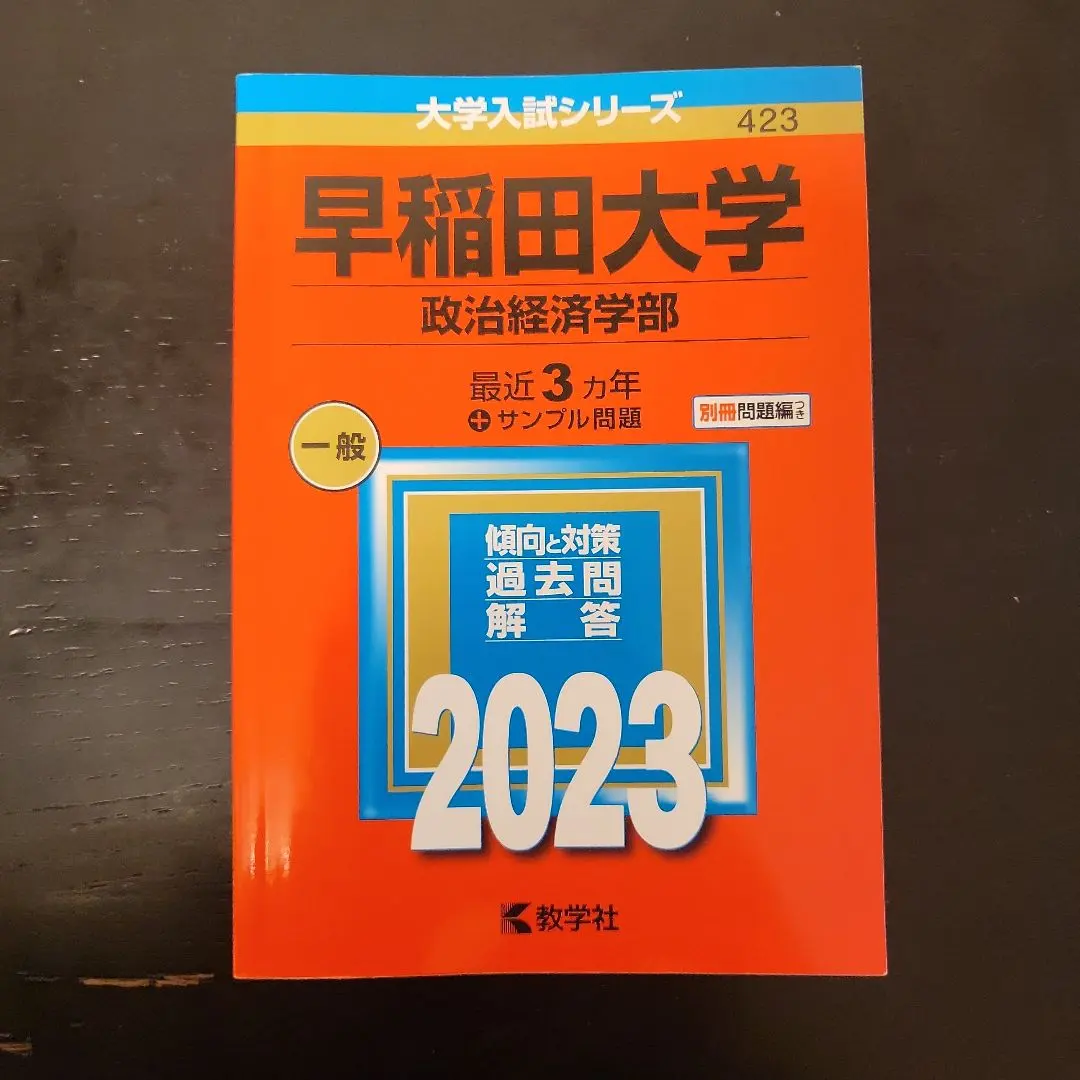 大学入試シリーズ
423
早稲田大学
政治経済学部
最近3ヵ年
+サンプル問題
別冊問題編つき
一般
傾向と対策
過去問
解答
2023
教学社